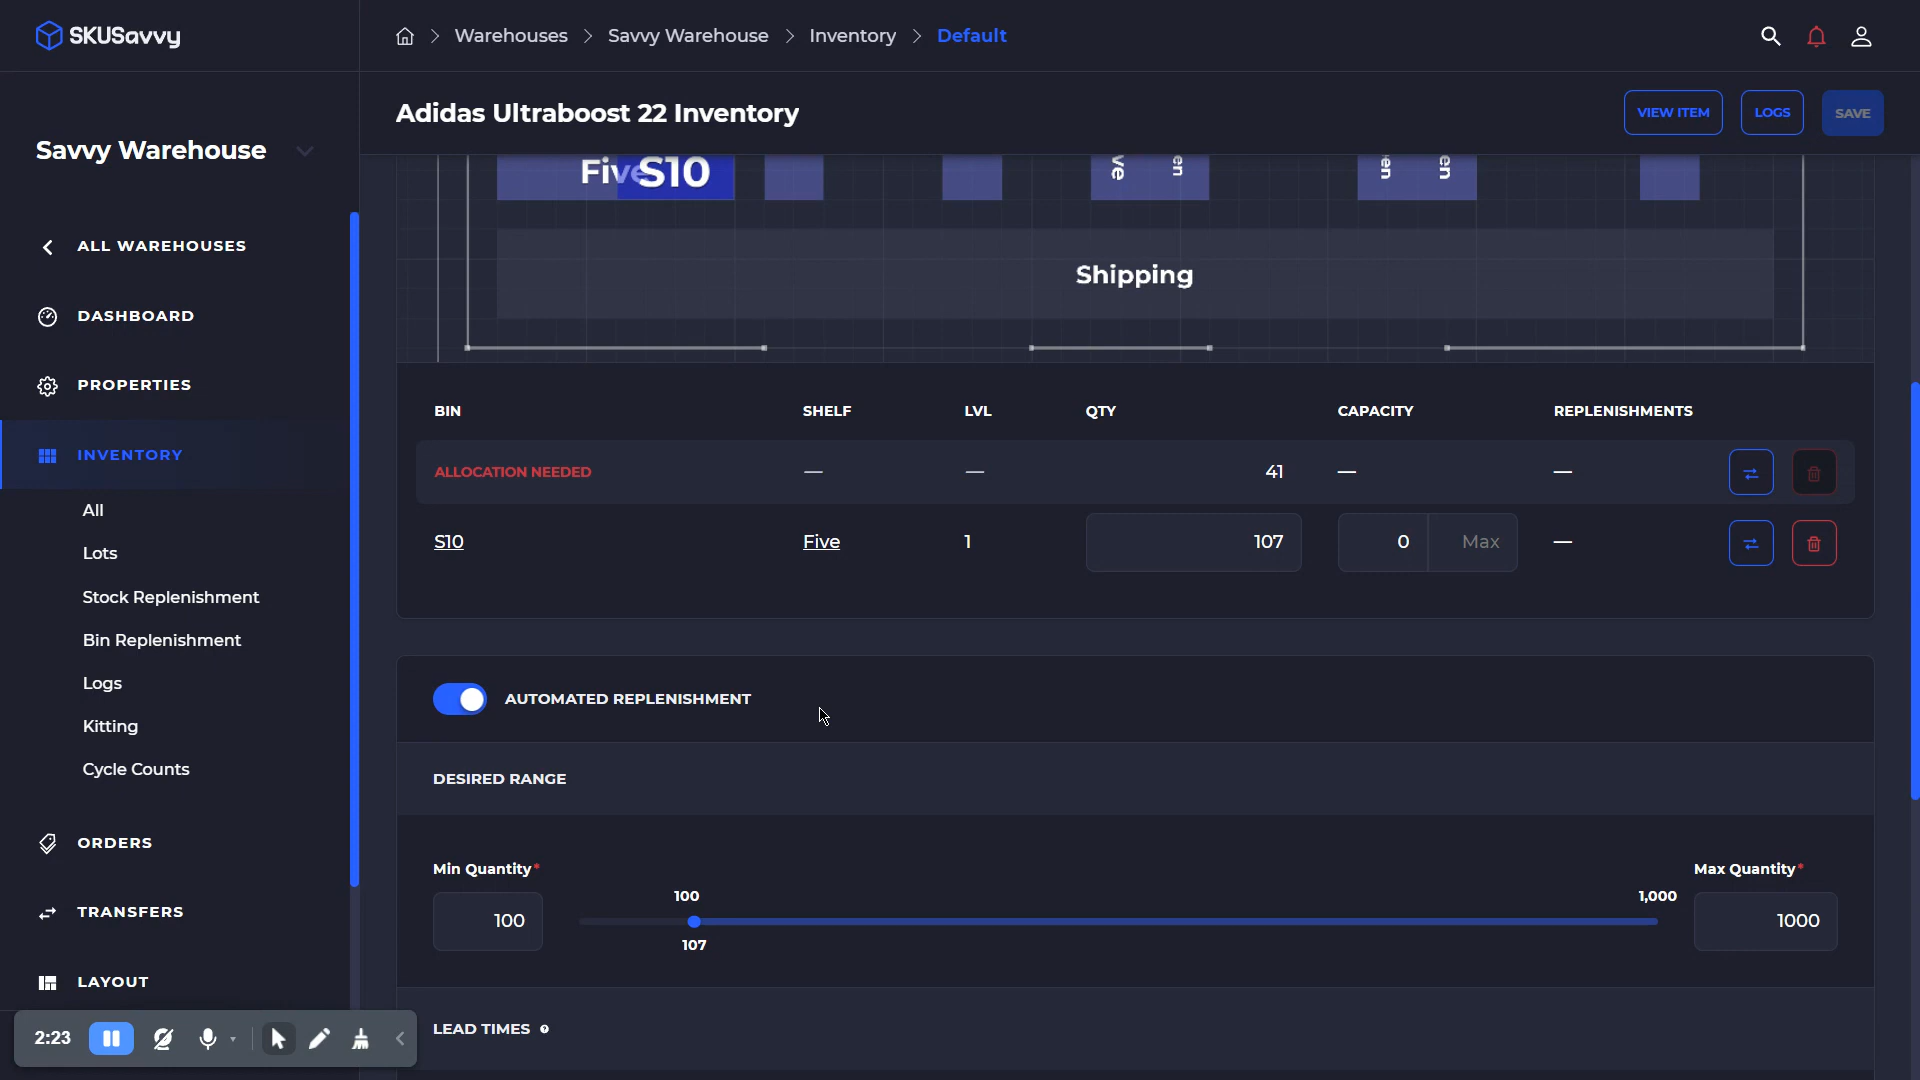 SKUSavvy
Warehouses > Savvy Warehouse > Inventory > Default
Savvy Warehouse
Adidas Ultraboost 22 Inventory
VIEW ITEM
LOGS
SAVE
ALL WAREHOUSES
DASHBOARD
PROPERTIES
INVENTORY
All
Lots
Stock Replenishment
Bin Replenishment
Logs
Kitting
Cycle Counts
ORDERS
TRANSFERS
LAYOUT
2:23
Five S10
Shipping
BIN SHELF LVL QTY CAPACITY REPLENISHMENTS
ALLOCATION NEEDED — — 41 — —
S10 Five 1 107 0 Max —
AUTOMATED REPLENISHMENT
DESIRED RANGE
Min Quantity* Max Quantity*
100 1,000
100 1000
107
LEAD TIMES